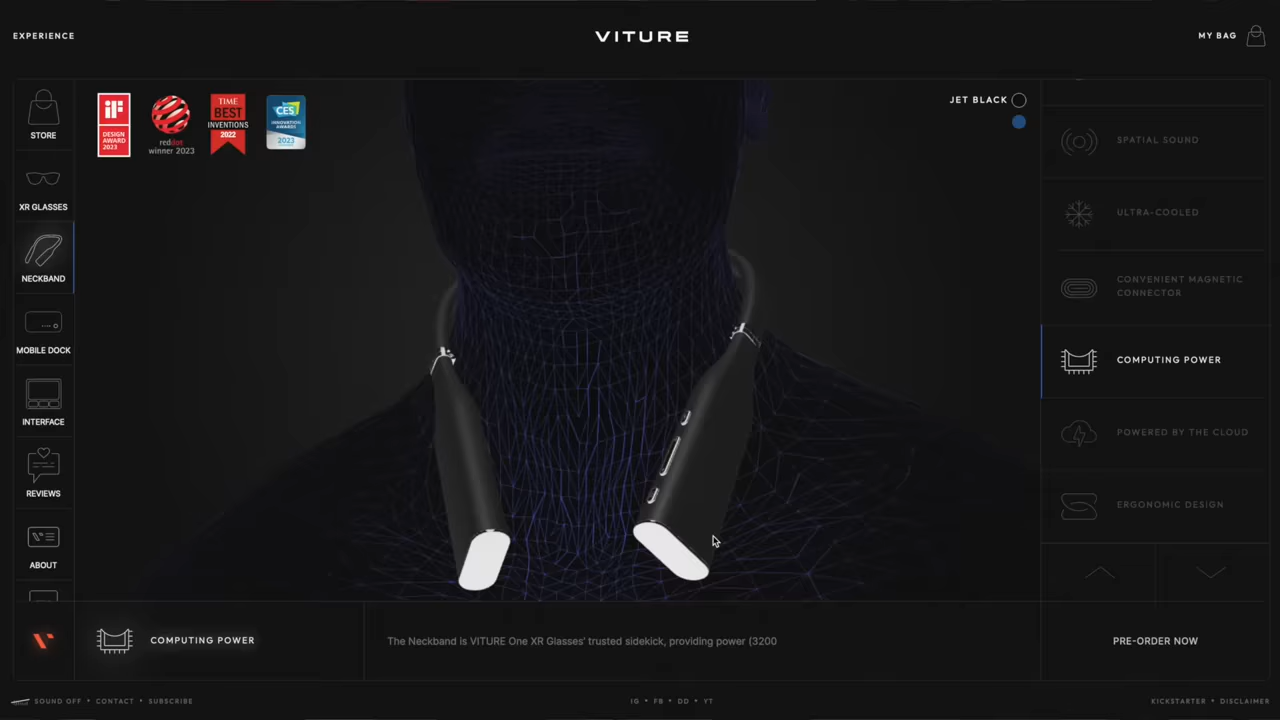 EXPERIENCE
VITURE
MY BAG
STORE
XR GLASSES
NECKBAND
MOBILE DOCK
INTERFACE
REVIEWS
ABOUT
iF
DESIGN
AWARD
2023
reddot
winner 2023
TIME
BEST
INVENTIONS
2022
CES
INNOVATION
AWARDS
2023
JET BLACK
SPATIAL SOUND
ULTRA-COOLED
CONVENIENT MAGNETIC
CONNECTOR
COMPUTING POWER
POWERED BY THE CLOUD
ERGONOMIC DESIGN
COMPUTING POWER
The Neckband is VITURE One XR Glasses' trusted sidekick, providing power (3200
PRE-ORDER NOW
SOUND OFF • CONTACT • SUBSCRIBE
IG • FB • DD • YT
KICKSTARTER • DISCLAIMER